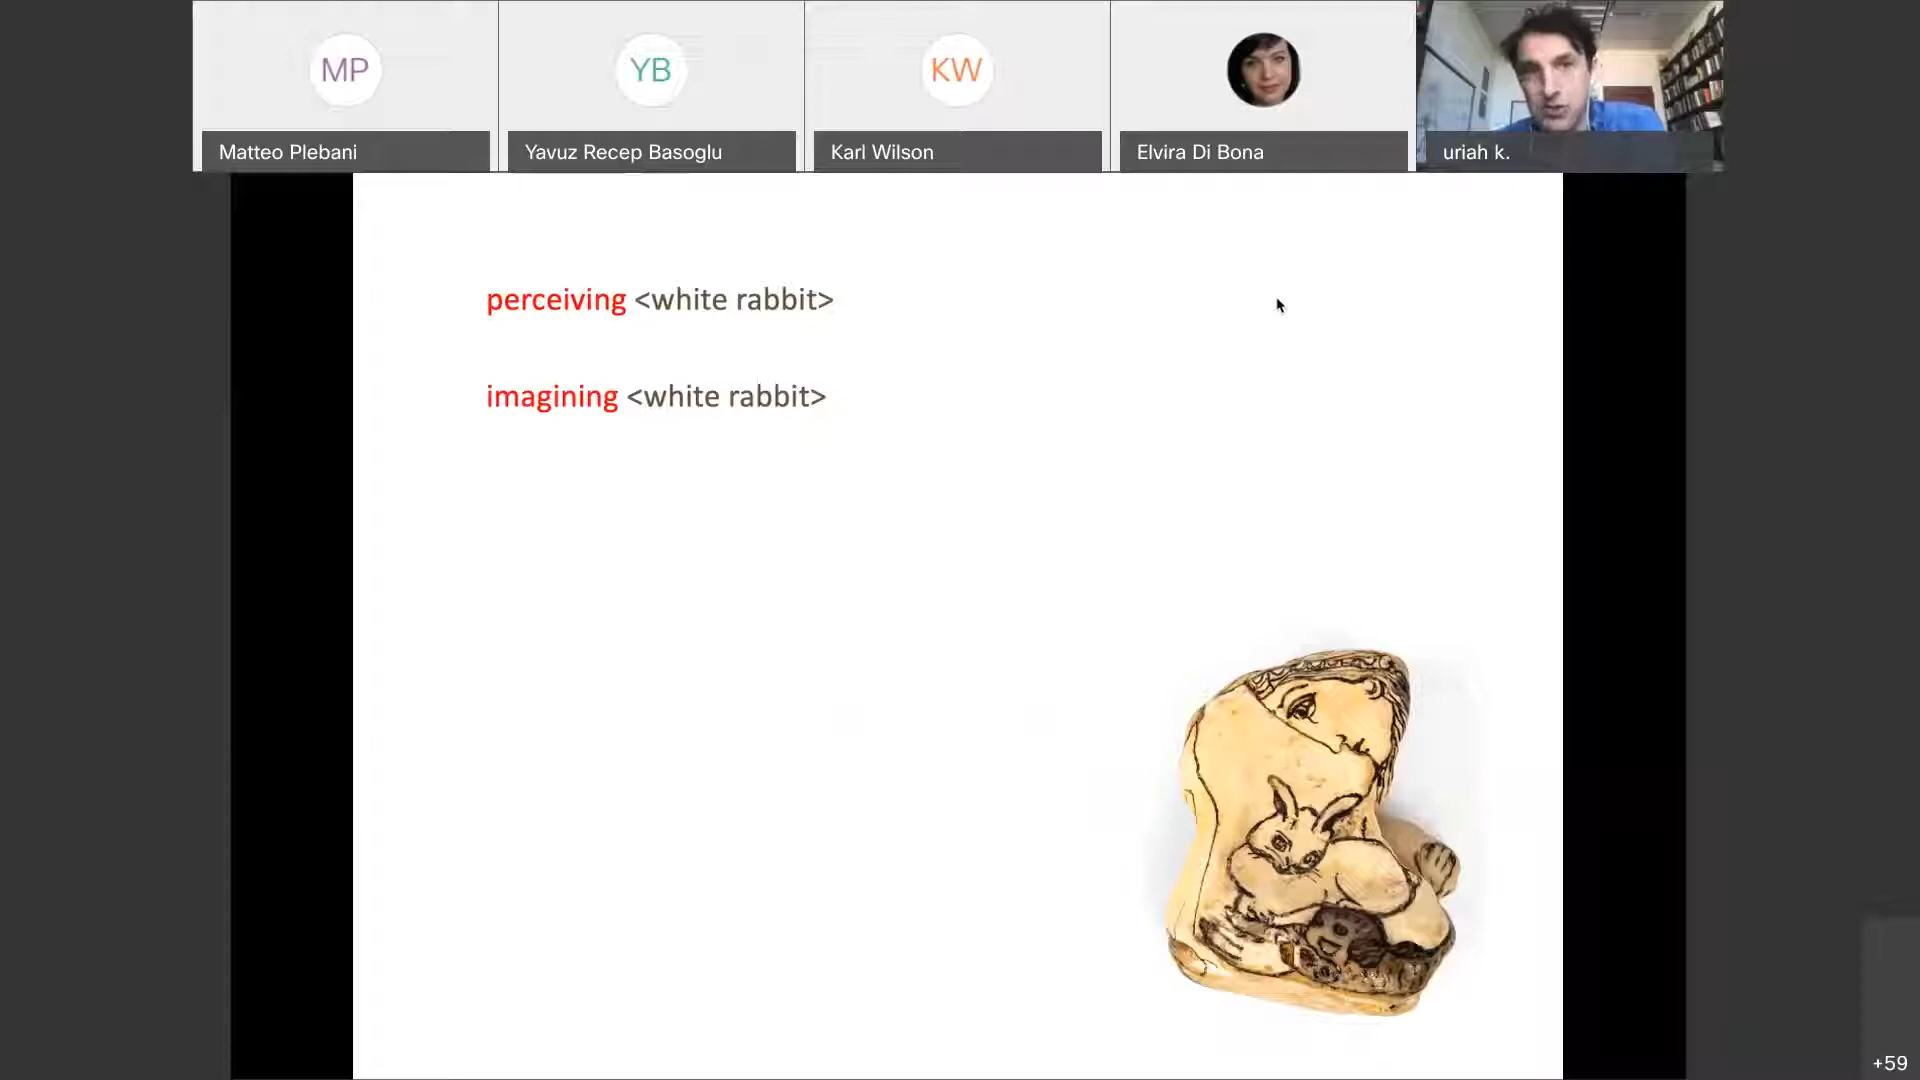 MP
YB
KW
Matteo Plebani
Yavuz Recep Basoglu
Karl Wilson
Elvira Di Bona
uriah k.
perceiving <white rabbit>
imagining <white rabbit>
+59